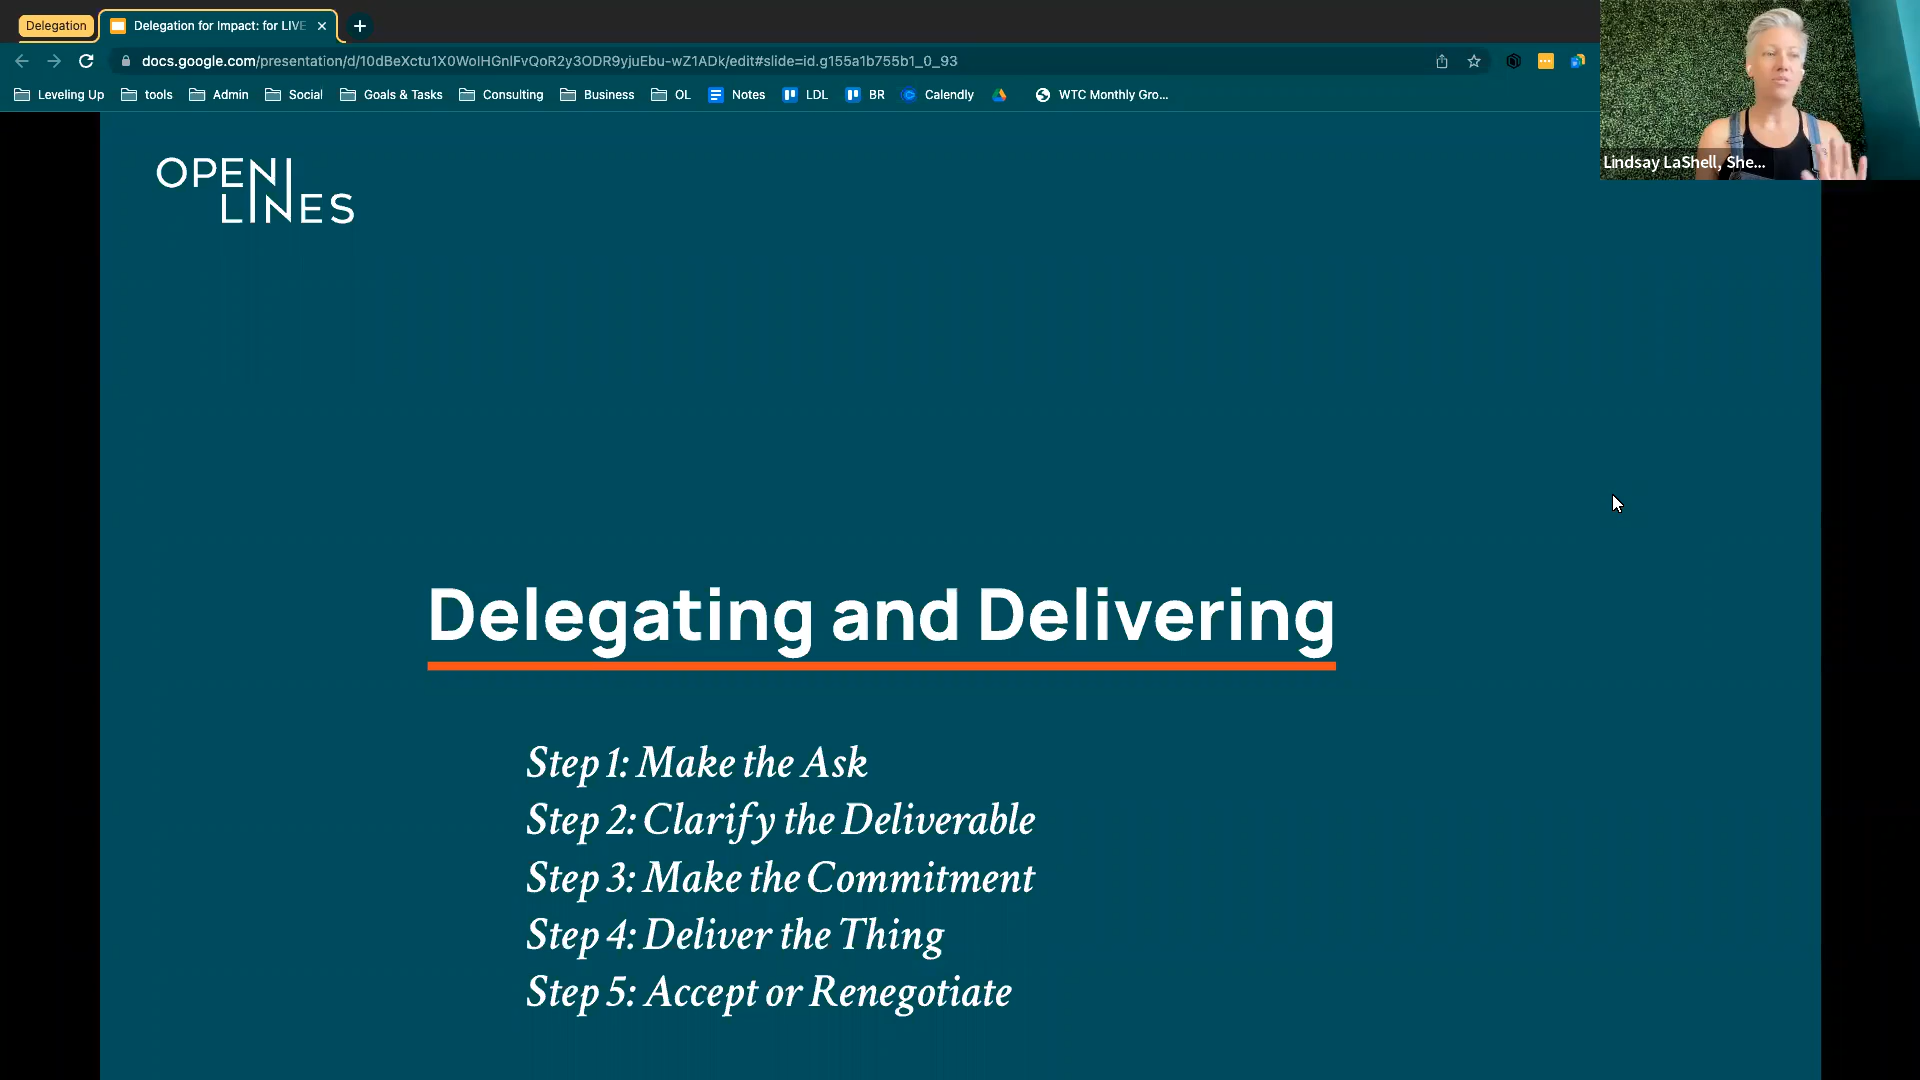 Delegation
Delegation for Impact: for LIVE
docs.google.com/presentation/d/10dBeXctu1X0WolHGnlFvQoR2y3ODR9yjuEbu-wZ1ADk/edit#slide=id.g155a1b755b1_0_93
Leveling Up tools Admin Social Goals & Tasks Consulting Business OL Notes LDL BR Calendly WTC Monthly Gro...
Lindsay LaShell, She...
OPEN
LINES
Delegating and Delivering
Step 1: Make the Ask
Step 2: Clarify the Deliverable
Step 3: Make the Commitment
Step 4: Deliver the Thing
Step 5: Accept or Renegotiate